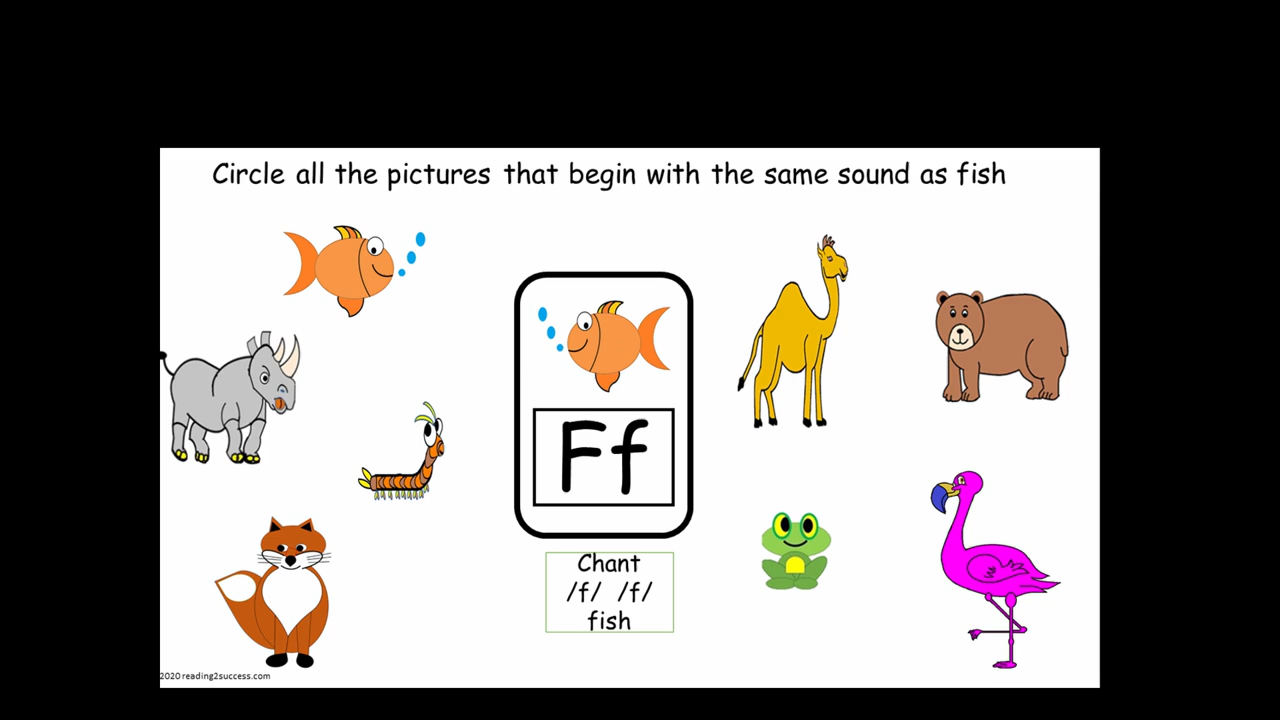 Circle all the pictures that begin with the same sound as fish
Ff
Chant
/f/ /f/
fish
2020 reading2success.com